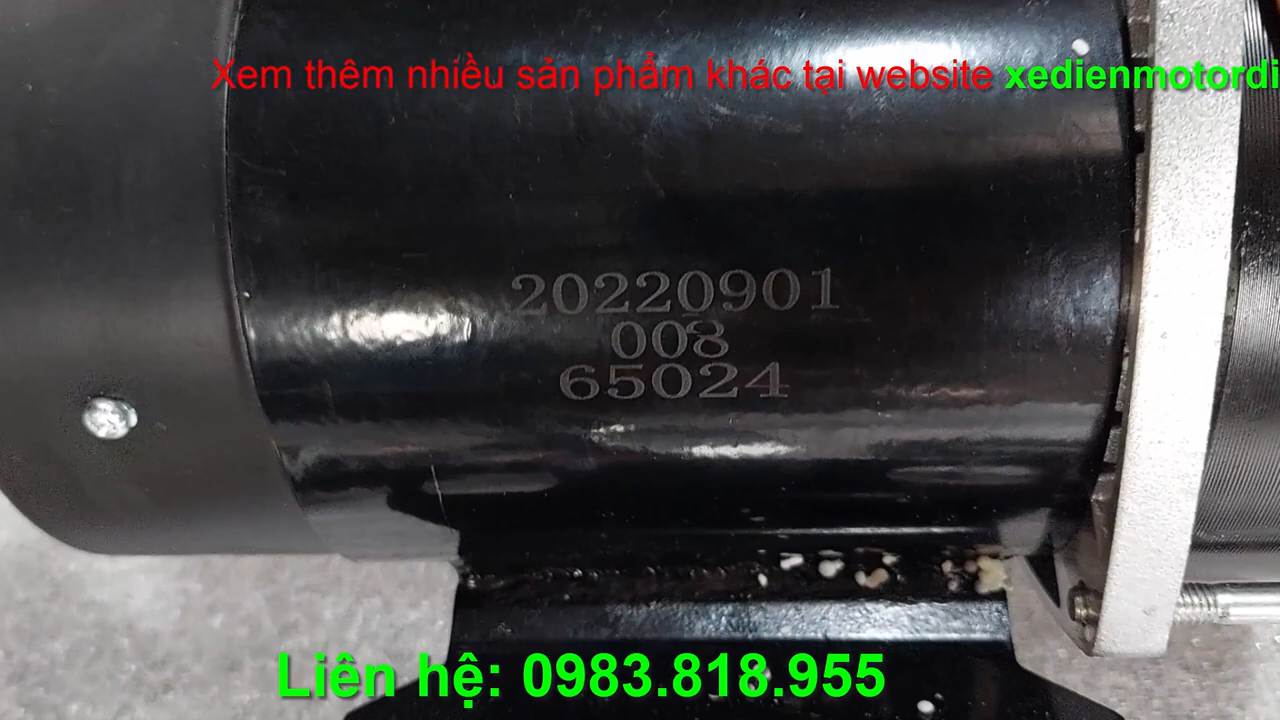 Xem thêm nhiều sản phẩm khác tại website xedienmotordi
20220901
008
65024
Liên hệ: 0983.818.955